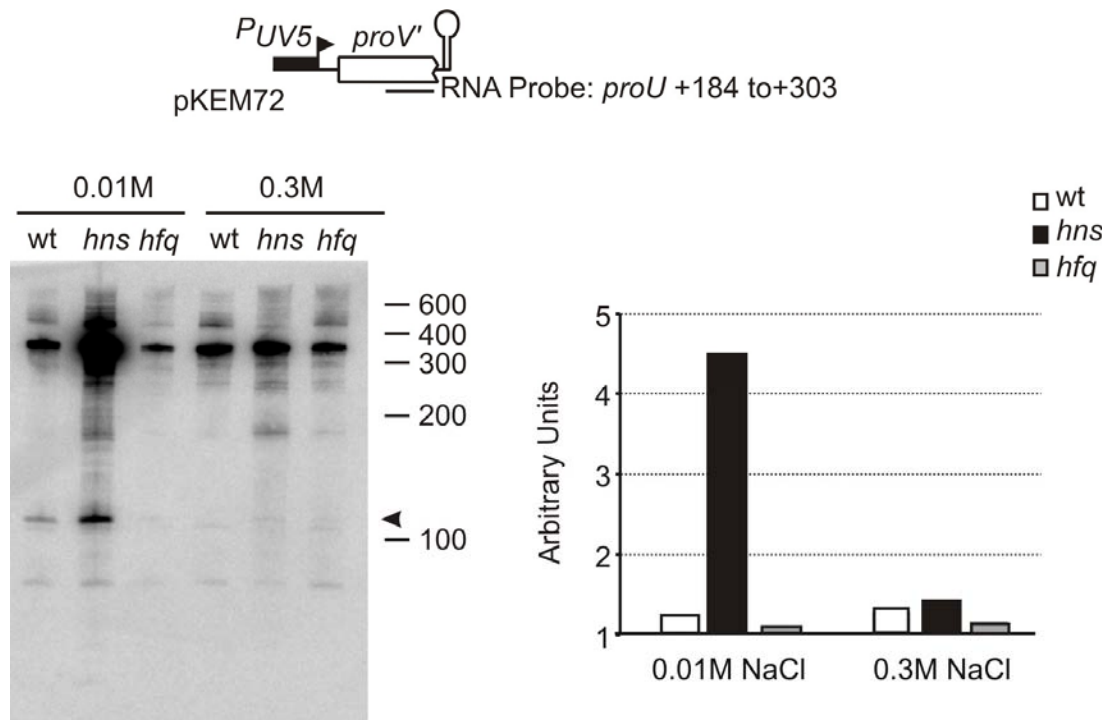 PUV5 proV'
pKEM72
RNA Probe: proU +184 to+303
0.01M 0.3M
wt hns hfq wt hns hfq
600
400
300
200
100
wt
hns
hfq
5
4
3
2
1
Arbitrary Units
0.01M NaCl 0.3M NaCl